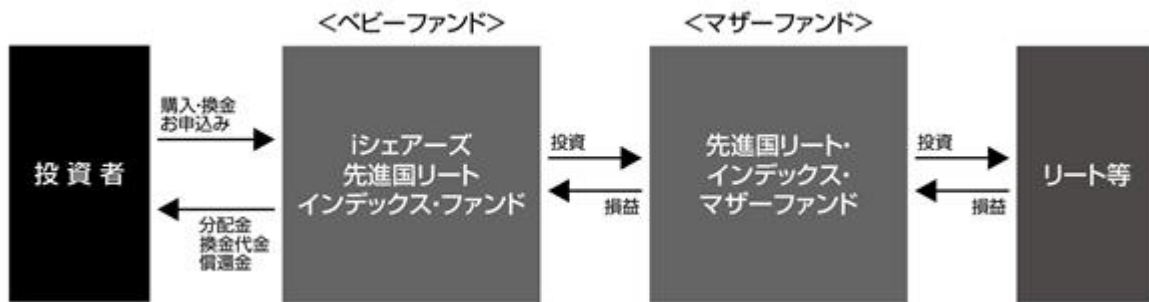 ＜ベビーファンド＞
＜マザーファンド＞
投資者
購入・換金
お申込み
分配金
換金代金
償還金
iシェアーズ
先進国リート
インデックス・ファンド
投資
損益
先進国リート・
インデックス・
マザーファンド
投資
損益
リート等